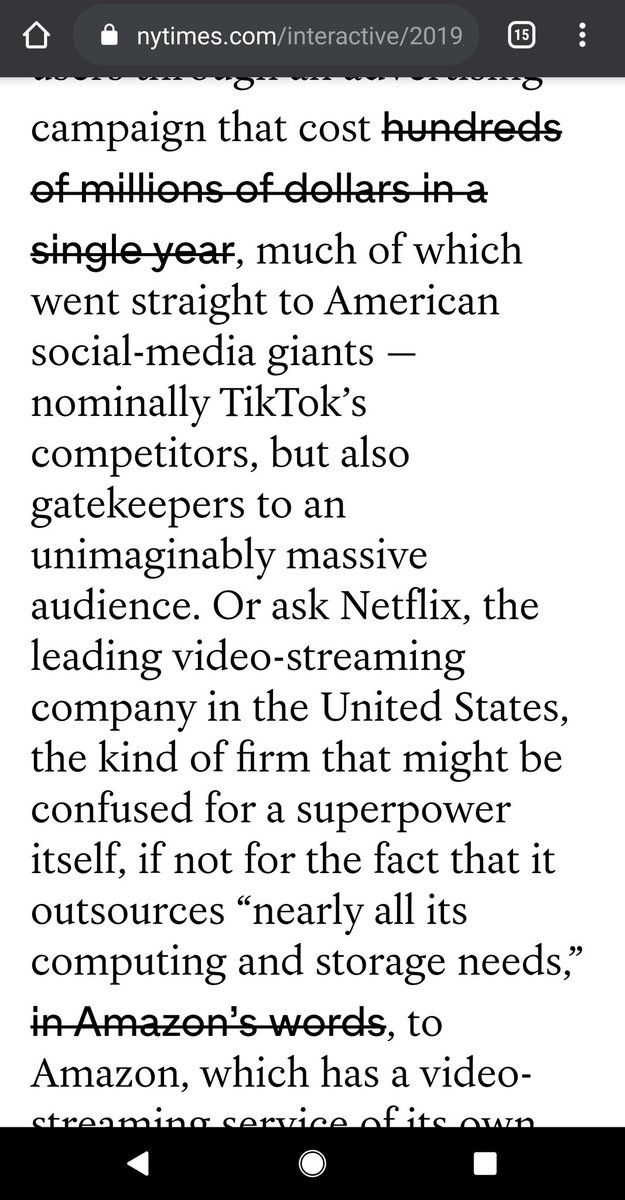 nytimes.com/interactive/2019
15
users through an advertising
campaign that cost hundreds
of millions of dollars in a
single year, much of which
went straight to American
social-media giants —
nominally TikTok’s
competitors, but also
gatekeepers to an
unimaginably massive
audience. Or ask Netflix, the
leading video-streaming
company in the United States,
the kind of firm that might be
confused for a superpower
itself, if not for the fact that it
outsources “nearly all its
computing and storage needs,”
in Amazon’s words, to
Amazon, which has a video-
streaming service of its own